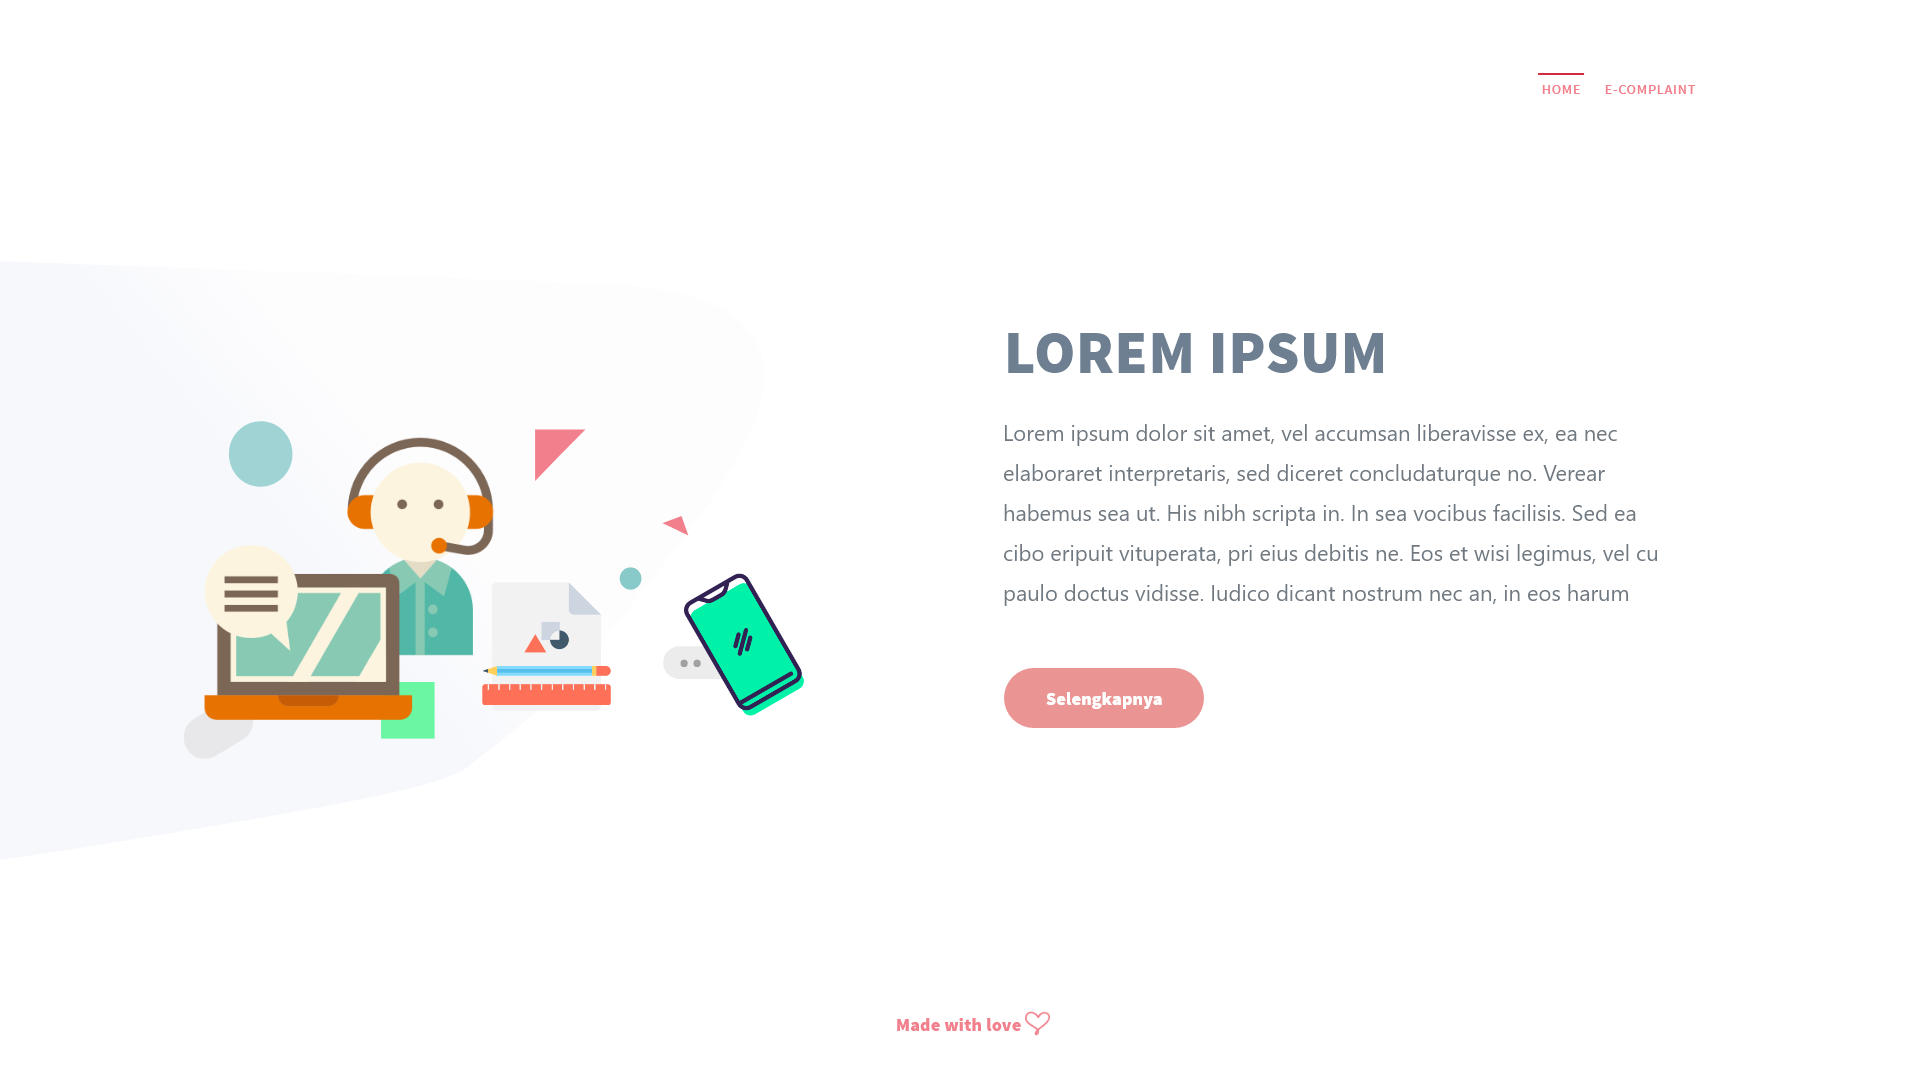 HOME E-COMPLAINT
LOREM IPSUM
Lorem ipsum dolor sit amet, vel accumsan liberavisse ex, ea nec
elaboraret interpretaris, sed diceret concludaturque no. Verear
habemus sea ut. His nibh scripta in. In sea vocibus facilisis. Sed ea
cibo eripuit vituperata, pri eius debitis ne. Eos et wisi legimus, vel cu
paulo doctus vidisse. Iudico dicant nostrum nec an, in eos harum
Selengkapnya
Made with love